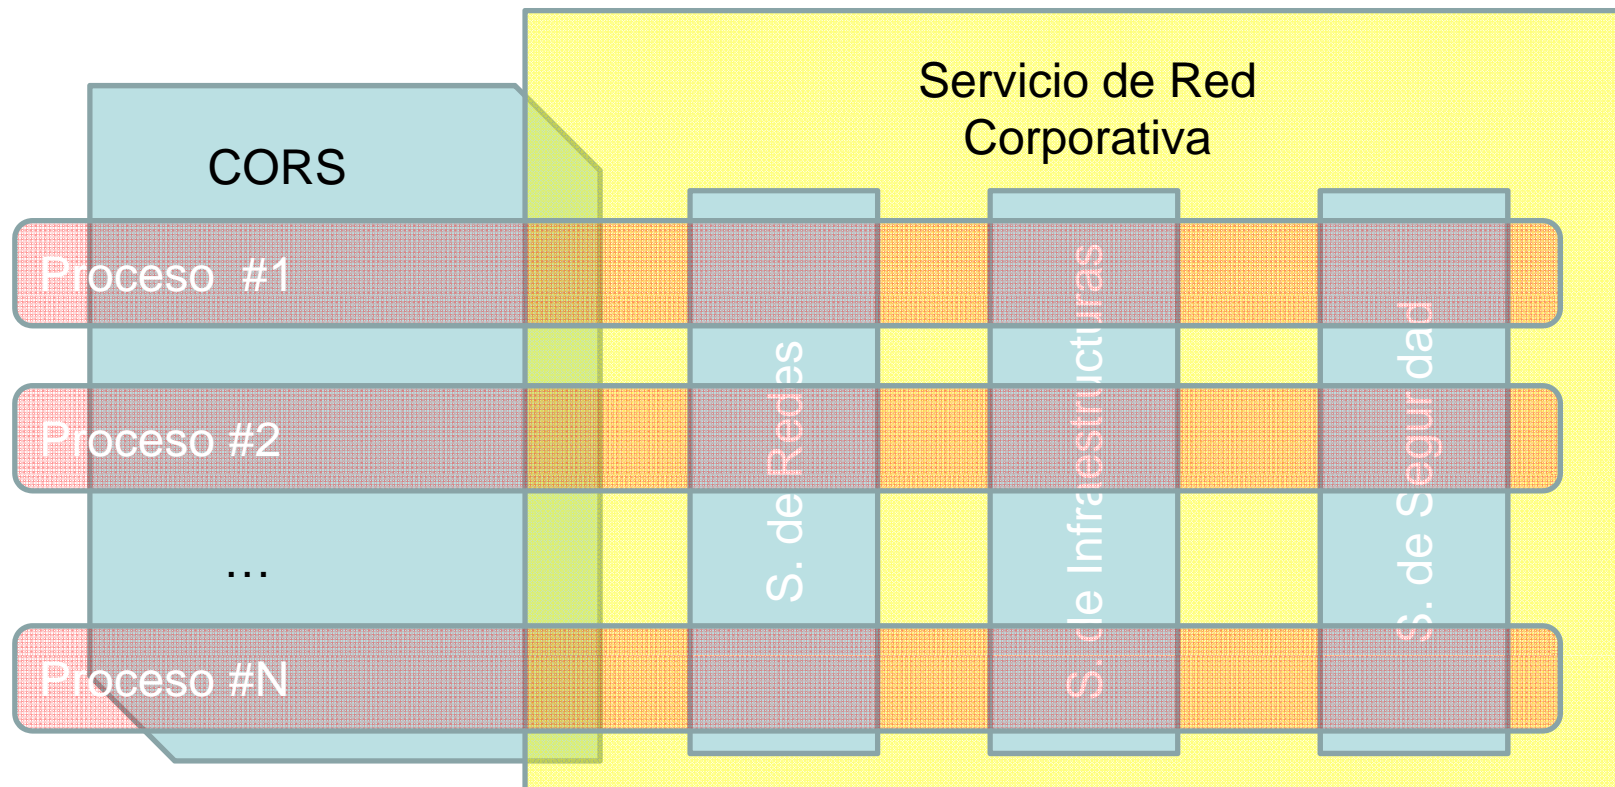 Servicio de Red
Corporativa
CORS
Proceso #1
Proceso #2
...
Proceso #N
S. de Redes
S. de Infraestructuras
S. de Seguridad